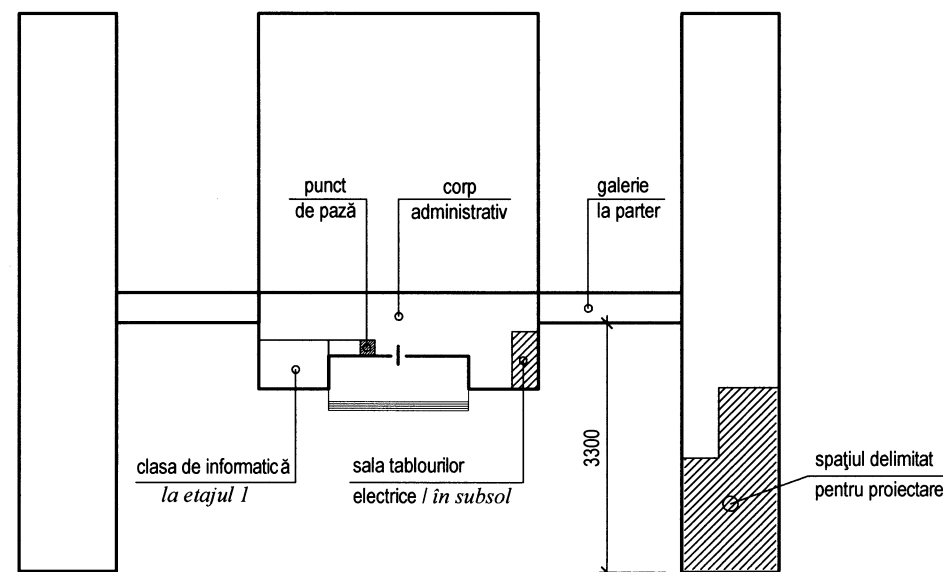 punct
de pază
corp
administrativ
galerie
la parter
clasa de informatică
la etajul 1
sala tablourilor
electrice / în subsol
3300
spaţiul delimitat
pentru proiectare